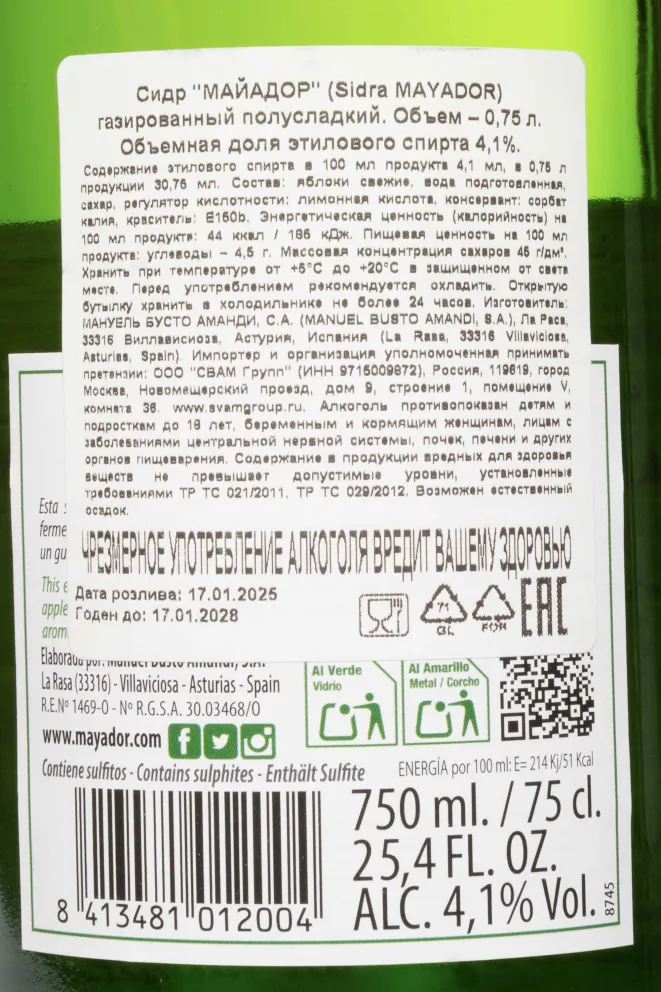 Сидр "МАЙАДОР" (Sidra MAYADOR)
газированный полусладкий. Объем – 0,75 л.
Объемная доля этилового спирта 4,1%.
Содержание этилового спирта в 100 мл продукта 4,1 мл, в 0,75 л
продукции 30,75 мл. Состав: яблоки свежие, вода подготовленная,
сахар, регулятор кислотности: лимонная кислота, консервант: сорбат
калия, краситель: E150b. Энергетическая ценность (калорийность) на
100 мл продукта: 44 ккал / 186 кДж. Пищевая ценность на 100 мл
продукта: углеводы – 4,5 г. Массовая концентрация сахаров 45 г/дм³.
Хранить при температуре от +5°C до +20°C в защищенном от света
месте. Перед употреблением рекомендуется охладить. Открытую
бутылку хранить в холодильнике не более 24 часов. Изготовитель:
МАНУЕЛЬ БУСТО АМАНДИ, С.А. (MANUEL BUSTO AMANDI, S.A.), Ла Раса,
33316 Виллависиоза, Астурия, Испания (La Rasa, 33316 Villaviciosa,
Asturias, Spain). Импортер и организация уполномоченная принимать
претензии: ООО "СВАМ Групп" (ИНН 9715009872), Россия, 119619, город
Москва, Новомещерский проезд, дом 9, строение 1, помещение V,
комната 36. www.svamgroup.ru. Алкоголь противопоказан детям и
подросткам до 18 лет, беременным и кормящим женщинам, лицам с
заболеваниями центральной нервной системы, почек, печени и других
органов пищеварения. Содержание в продукции вредных для здоровья
веществ не превышает допустимые уровни, установленные
требованиями ТР ТС 021/2011, ТР ТС 029/2012. Возможен естественный
осадок.
ЧРЕЗМЕРНОЕ УПОТРЕБЛЕНИЕ АЛКОГОЛЯ ВРЕДИТ ВАШЕМУ ЗДОРОВЬЮ
Дата розлива: 17.01.2025
Годен до: 17.01.2028
71
EAC
Esta
ferme
un gu
This e
apple
arom
Elaborado por: Manuel Busto Amandi, S.A.
La Rasa (33316) - Villaviciosa - Asturias - Spain
R.E.Nº 1469-O - Nº R.G.S.A. 30.03468/O
www.mayador.com
Al Verde
Vidrio
Al Amarillo
Metal / Corcho
Contiene sulfitos - Contains sulphites - Enthält Sulfite
ENERGÍA por 100 ml: E= 214 Kj/51 Kcal
750 ml. / 75 cl.
25,4 FL. OZ.
ALC. 4,1% Vol.
8745
8 413481 012004